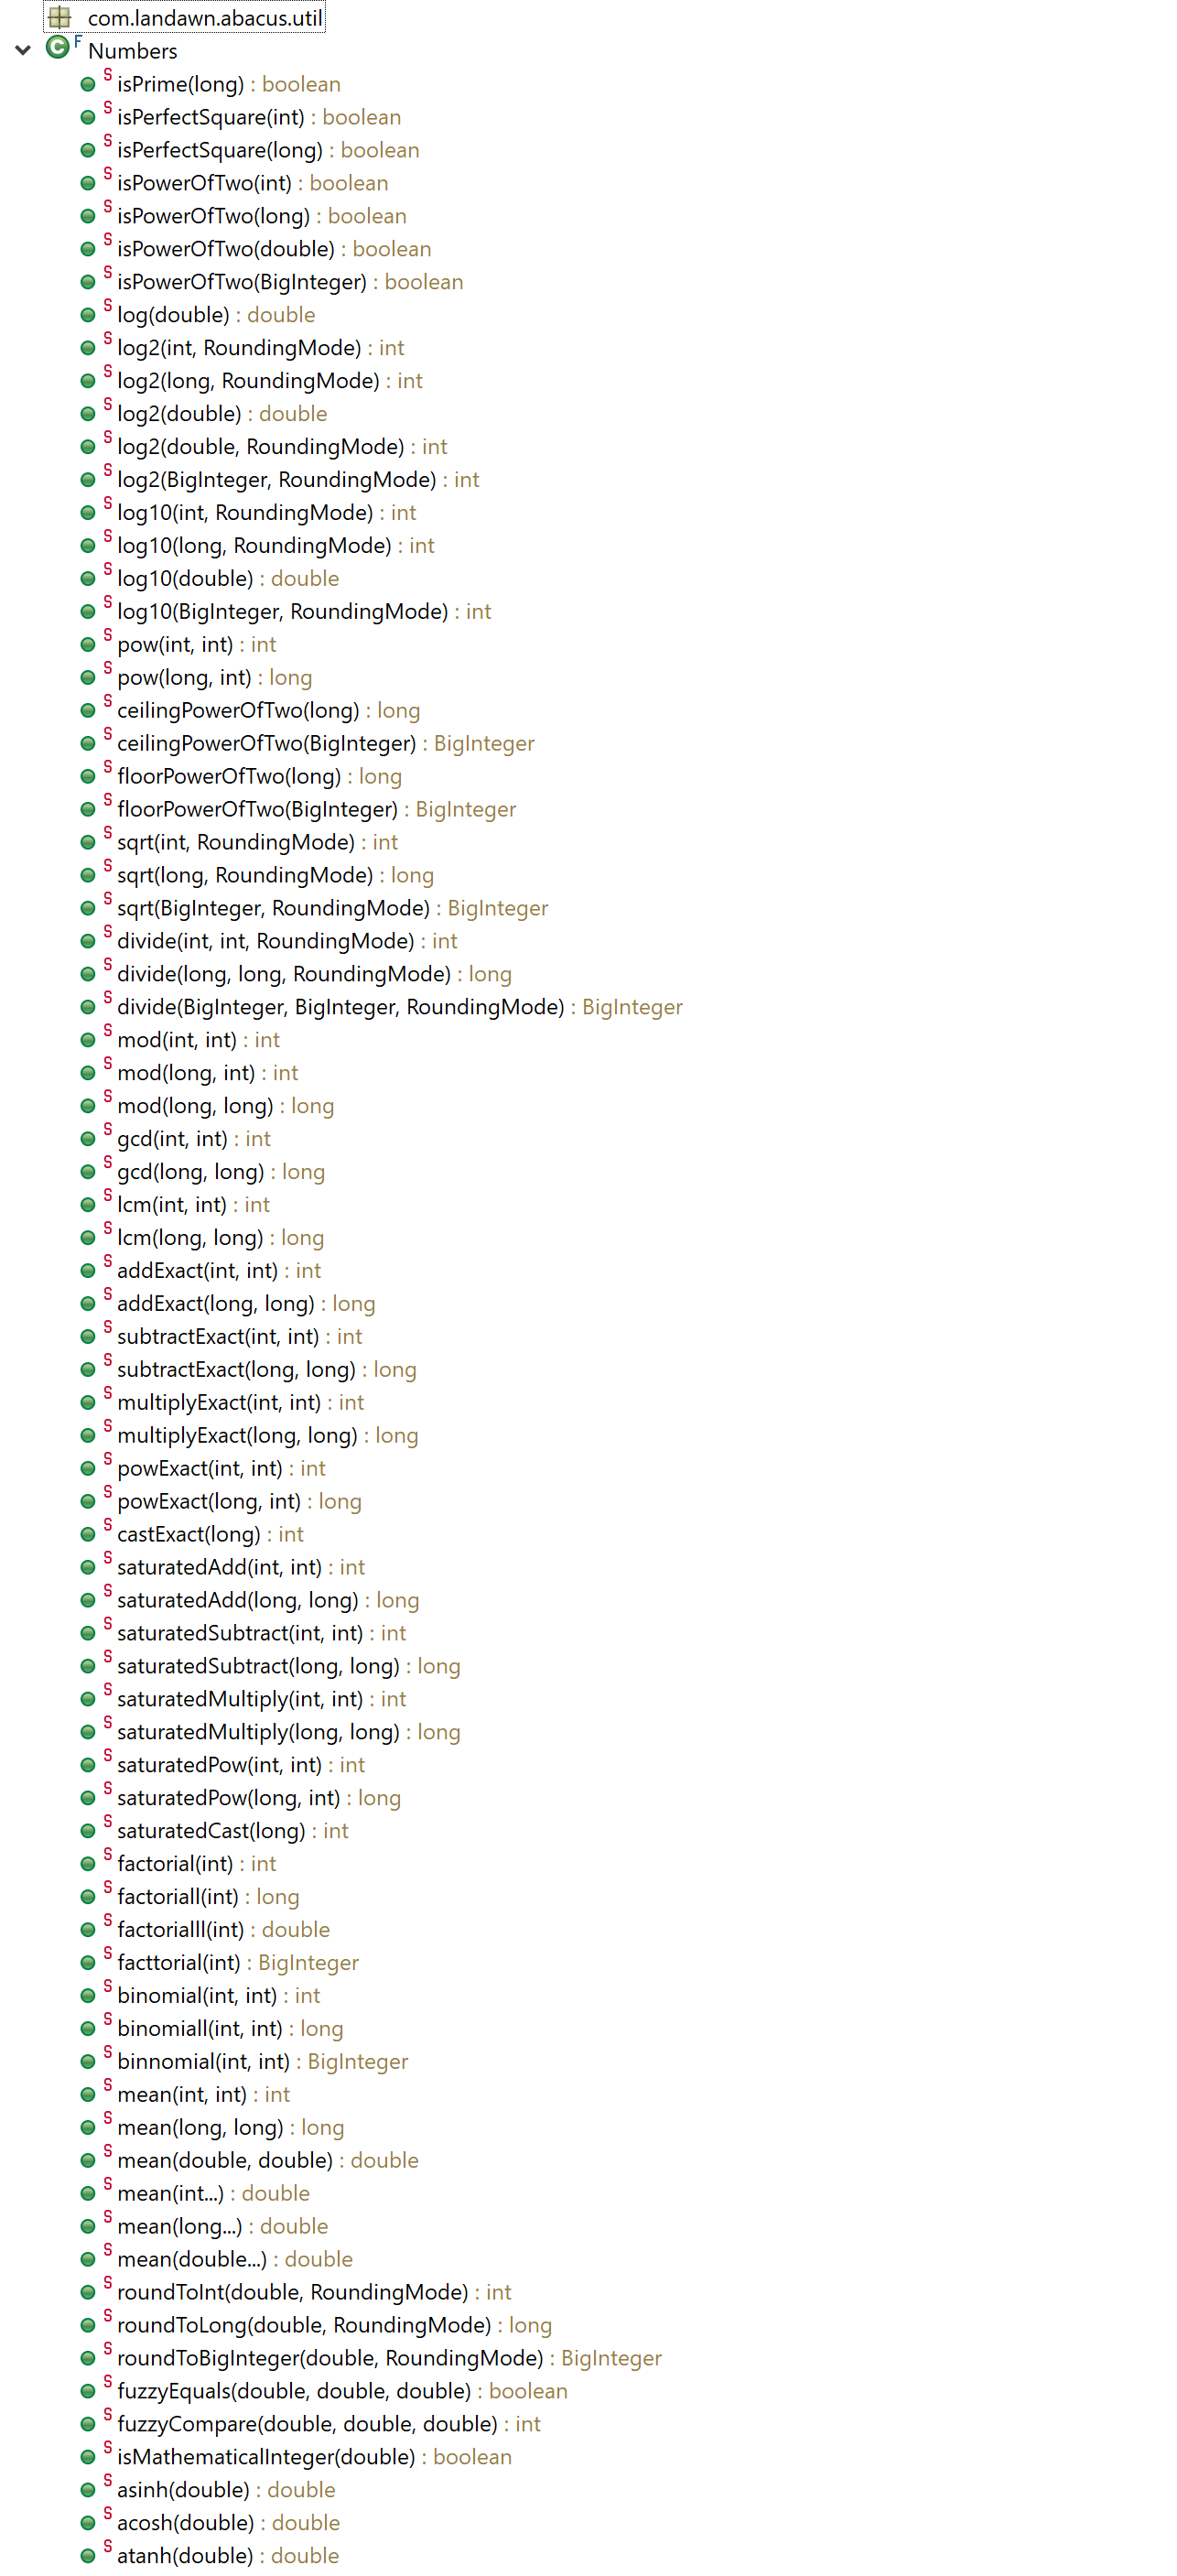 com.landawn.abacus.util
Numbers
isPrime(long) : boolean
isPerfectSquare(int) : boolean
isPerfectSquare(long) : boolean
isPowerOfTwo(int) : boolean
isPowerOfTwo(long) : boolean
isPowerOfTwo(double) : boolean
isPowerOfTwo(BigInteger) : boolean
log(double) : double
log2(int, RoundingMode) : int
log2(long, RoundingMode) : int
log2(double) : double
log2(double, RoundingMode) : int
log2(BigInteger, RoundingMode) : int
log10(int, RoundingMode) : int
log10(long, RoundingMode) : int
log10(double) : double
log10(BigInteger, RoundingMode) : int
pow(int, int) : int
pow(long, int) : long
ceilingPowerOfTwo(long) : long
ceilingPowerOfTwo(BigInteger) : BigInteger
floorPowerOfTwo(long) : long
floorPowerOfTwo(BigInteger) : BigInteger
sqrt(int, RoundingMode) : int
sqrt(long, RoundingMode) : long
sqrt(BigInteger, RoundingMode) : BigInteger
divide(int, int, RoundingMode) : int
divide(long, long, RoundingMode) : long
divide(BigInteger, BigInteger, RoundingMode) : BigInteger
mod(int, int) : int
mod(long, int) : int
mod(long, long) : long
gcd(int, int) : int
gcd(long, long) : long
lcm(int, int) : int
lcm(long, long) : long
addExact(int, int) : int
addExact(long, long) : long
subtractExact(int, int) : int
subtractExact(long, long) : long
multiplyExact(int, int) : int
multiplyExact(long, long) : long
powExact(int, int) : int
powExact(long, int) : long
castExact(long) : int
saturatedAdd(int, int) : int
saturatedAdd(long, long) : long
saturatedSubtract(int, int) : int
saturatedSubtract(long, long) : long
saturatedMultiply(int, int) : int
saturatedMultiply(long, long) : long
saturatedPow(int, int) : int
saturatedPow(long, int) : long
saturatedCast(long) : int
factorial(int) : int
factoriall(int) : long
factorialll(int) : double
facttorial(int) : BigInteger
binomial(int, int) : int
binomiall(int, int) : long
binnomial(int, int) : BigInteger
mean(int, int) : int
mean(long, long) : long
mean(double, double) : double
mean(int...) : double
mean(long...) : double
mean(double...) : double
roundToInt(double, RoundingMode) : int
roundToLong(double, RoundingMode) : long
roundToBigInteger(double, RoundingMode) : BigInteger
fuzzyEquals(double, double, double) : boolean
fuzzyCompare(double, double, double) : int
isMathematicalInteger(double) : boolean
asinh(double) : double
acosh(double) : double
atanh(double) : double